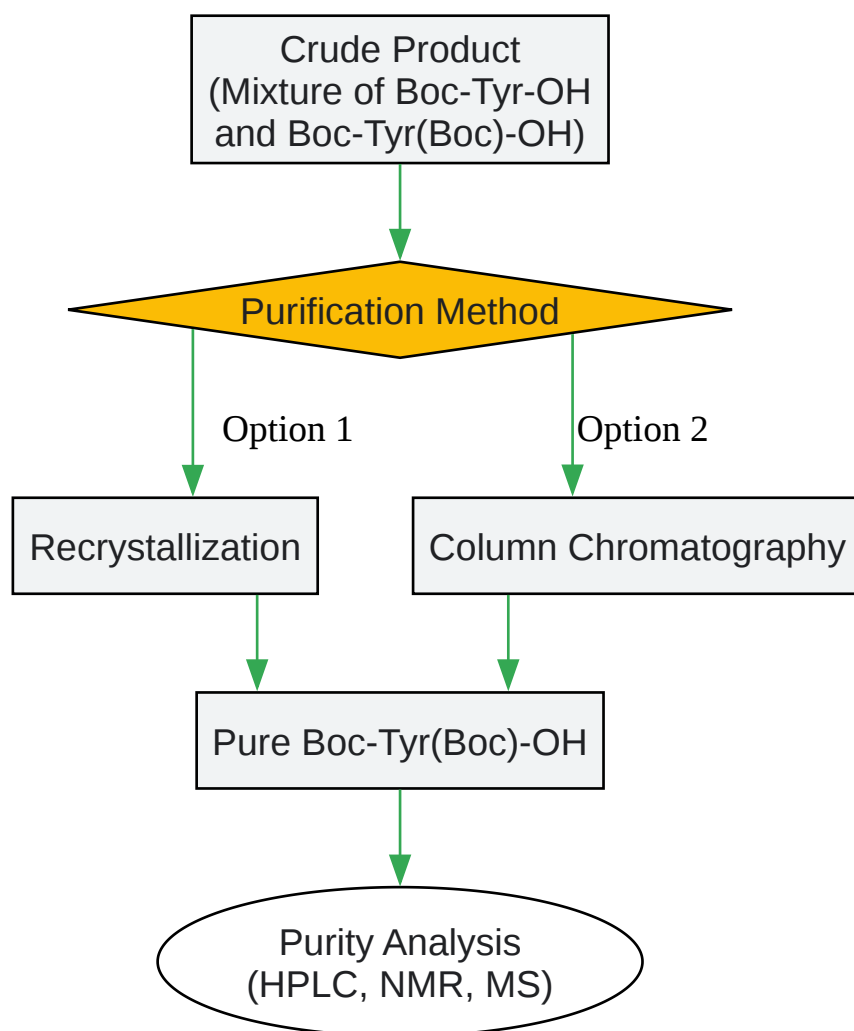 Crude Product
(Mixture of Boc-Tyr-OH
and Boc-Tyr(Boc)-OH)
Purification Method
Option 1
Option 2
Recrystallization
Column Chromatography
Pure Boc-Tyr(Boc)-OH
Purity Analysis
(HPLC, NMR, MS)